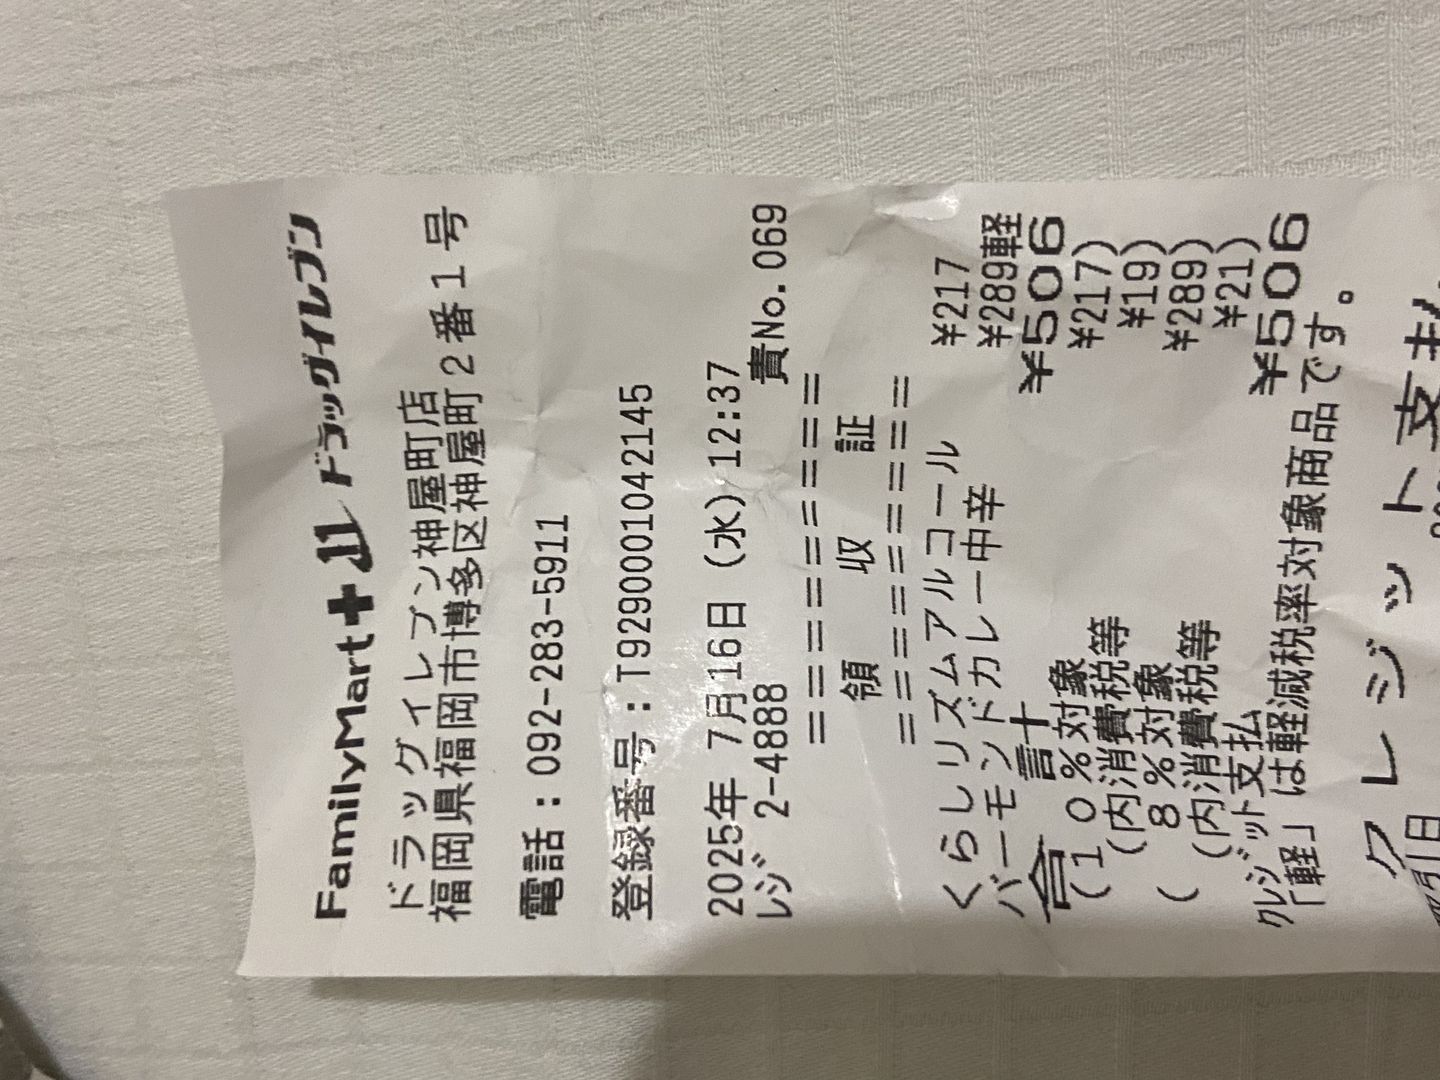 FamilyMart+ ドラッグイレブン
ドラッグイレブン神屋町店
福岡県福岡市博多区神屋町2番1号
電話：092-283-5911
登録番号：T9290001042145
2025年 7月16日（水）12:37
レジ 2-4888 責No.069
================
領 収 証
================
くらしリズムアルコール ¥217
バーモンドカレー中辛 ¥289軽
合 計 ¥506
（10%対象 ¥217）
（内消費税等 ¥19）
（ 8%対象 ¥289）
（内消費税等 ¥21）
クレジット支払 ¥506
「軽」は軽減税率対象商品です。
クレジット支払